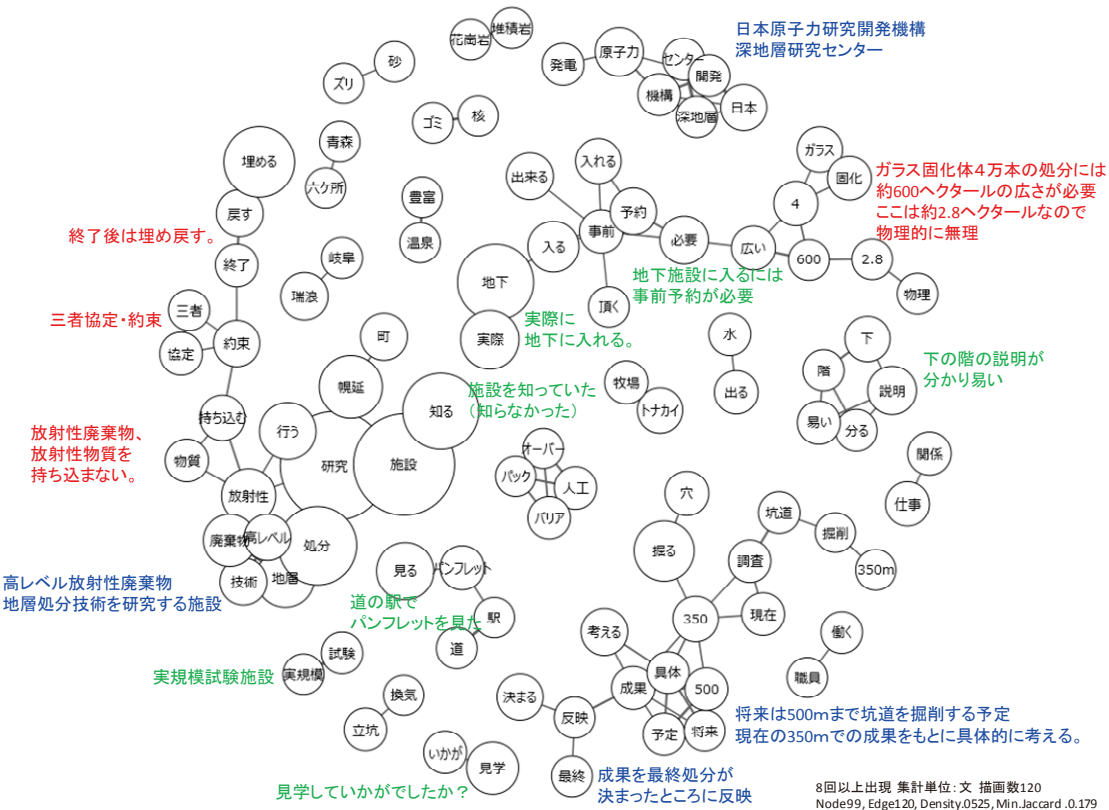 堆積岩
花崗岩
砂
ズリ
日本原子力研究開発機構
深地層研究センター
原子力
発電
センター
開発
機構
日本
深地層
ゴミ
核
青森
六ケ所
埋める
戻す
終了後は埋め戻す。
終了
豊富
温泉
岐阜
瑞浪
入れる
出来る
予約
事前
必要
入る
頂く
地下
実際
地下施設に入るには
事前予約が必要
実際に
地下に入れる。
ガラス
固化
4
広い
600
2.8
物理
ガラス固化体4万本の処分には
約600ヘクタールの広さが必要
ここは約2.8ヘクタールなので
物理的に無理
三者
三者協定・約束
協定
約束
町
幌延
水
出る
下
階
説明
易い
分る
下の階の説明が
分かり易い
牧場
トナカイ
知る
施設を知っていた
(知らなかった)
持ち込む
行う
研究
施設
物質
放射性
放射性廃棄物、
放射性物質を
持ち込まない。
オーバー
パック
人工
バリア
関係
仕事
廃棄物
高レベル
処分
技術
地層
高レベル放射性廃棄物
地層処分技術を研究する施設
穴
掘る
坑道
掘削
350m
調査
現在
350
見る
パンフレット
駅
道
道の駅で
パンフレットを見た
試験
実規模
実規模試験施設
考える
具体
成果
500
予定
将来
決まる
反映
最終
働く
職員
将来は500mまで坑道を掘削する予定
現在の350mでの成果をもとに具体的に考える。
換気
立坑
いかが
見学
見学していかがでしたか？
成果を最終処分が
決まったところに反映
8回以上出現 集計単位:文 描画数120
Node99, Edge120, Density.0525, Min.Jaccard .0.179